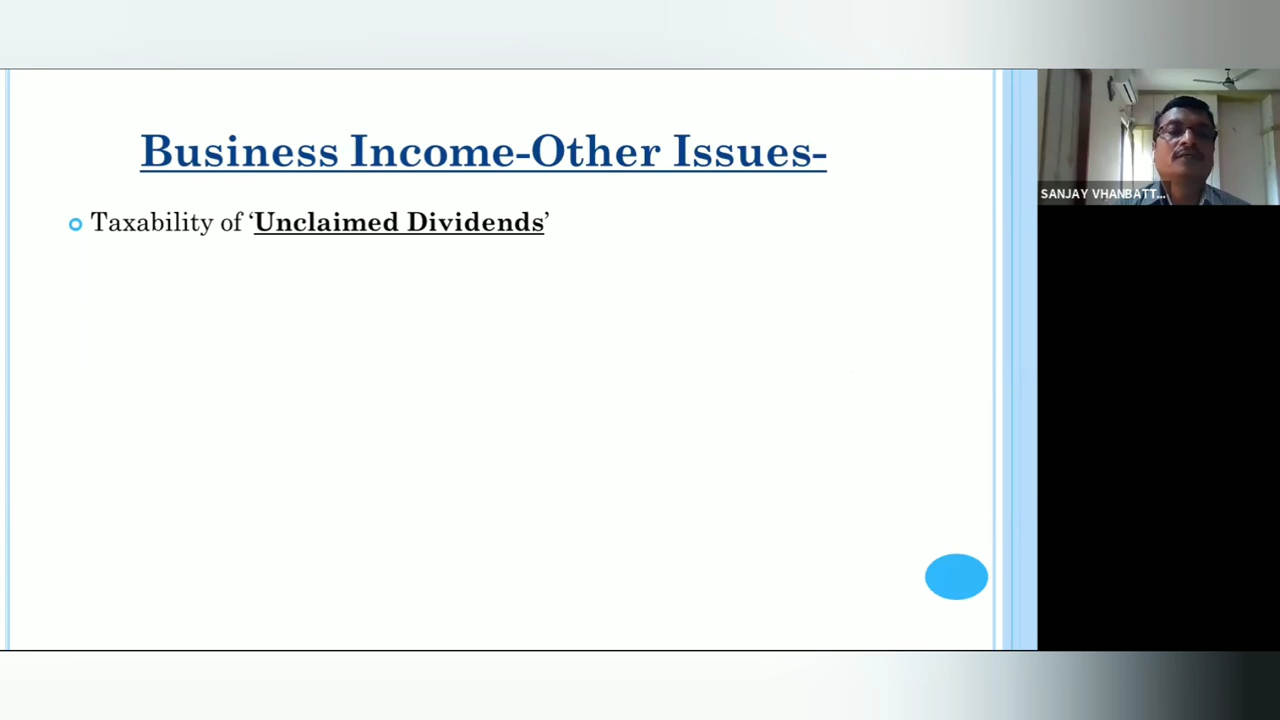 Business Income-Other Issues-
Taxability of ‘Unclaimed Dividends’
SANJAY VHANBATT...